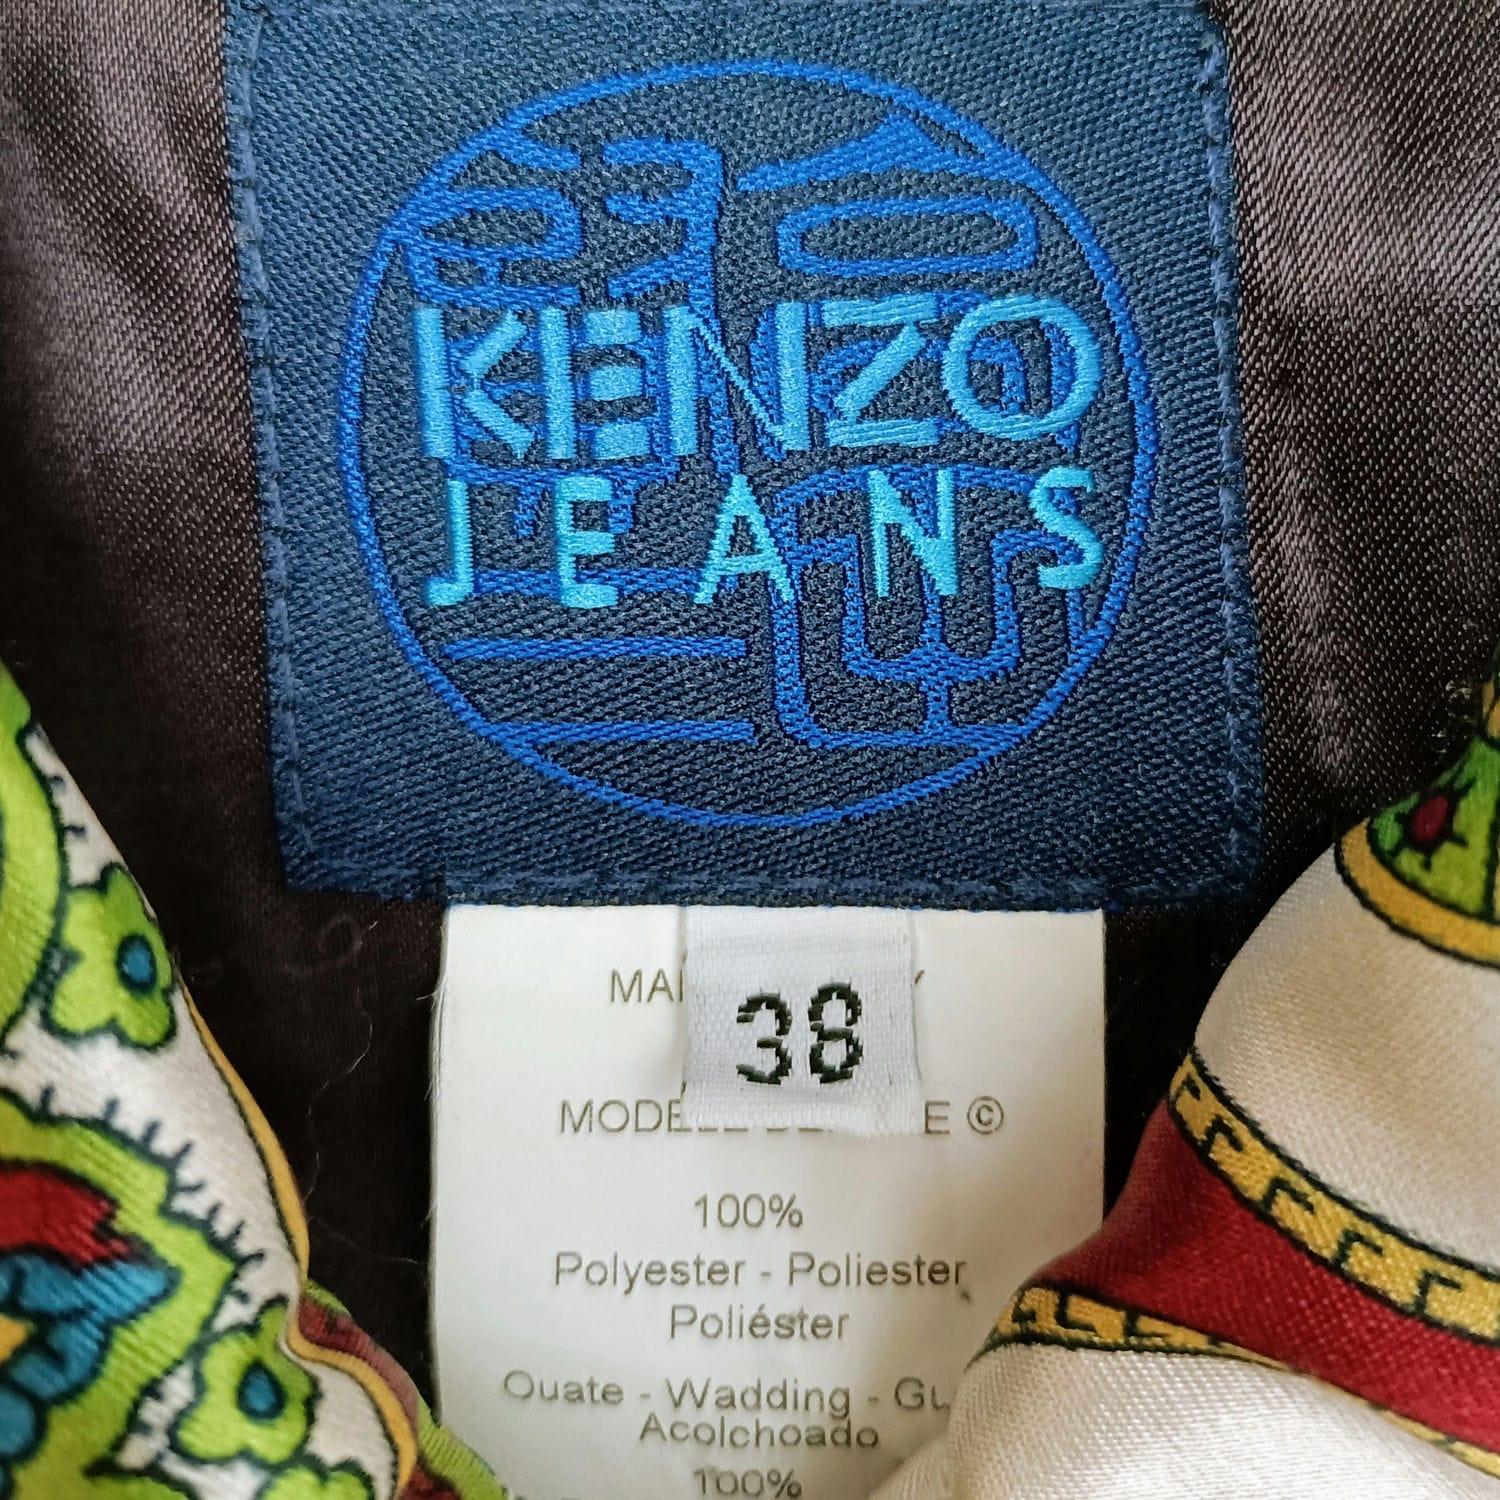 KENZO
JEANS
38
©
100%
Polyester - Poliester
Poliéster
Ouate - Wadding -
Acolchoado
100%